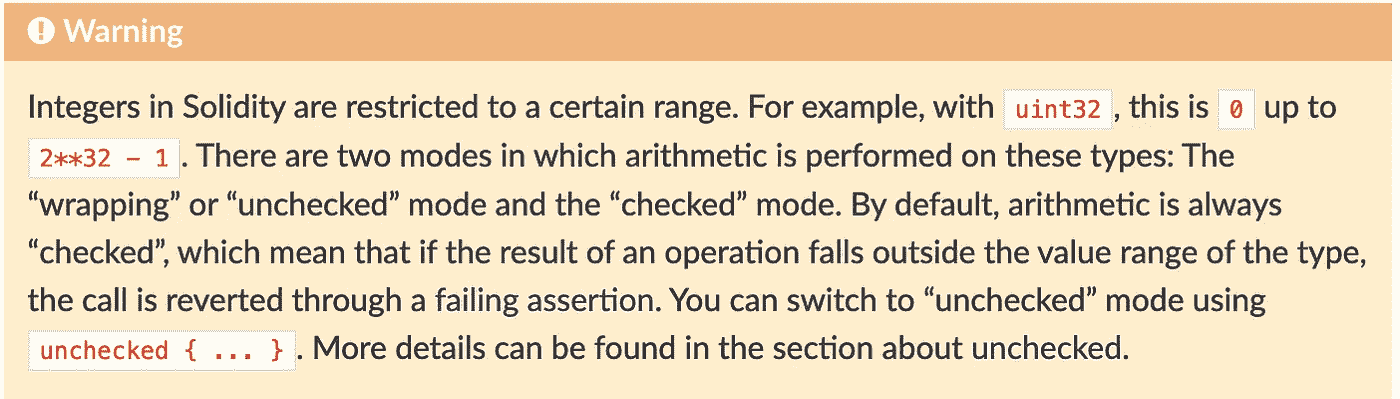 Warning
Integers in Solidity are restricted to a certain range. For example, with uint32, this is 0 up to
2**32 - 1. There are two modes in which arithmetic is performed on these types: The
“wrapping” or “unchecked” mode and the “checked” mode. By default, arithmetic is always
“checked”, which mean that if the result of an operation falls outside the value range of the type,
the call is reverted through a failing assertion. You can switch to “unchecked” mode using
unchecked { ... }. More details can be found in the section about unchecked.